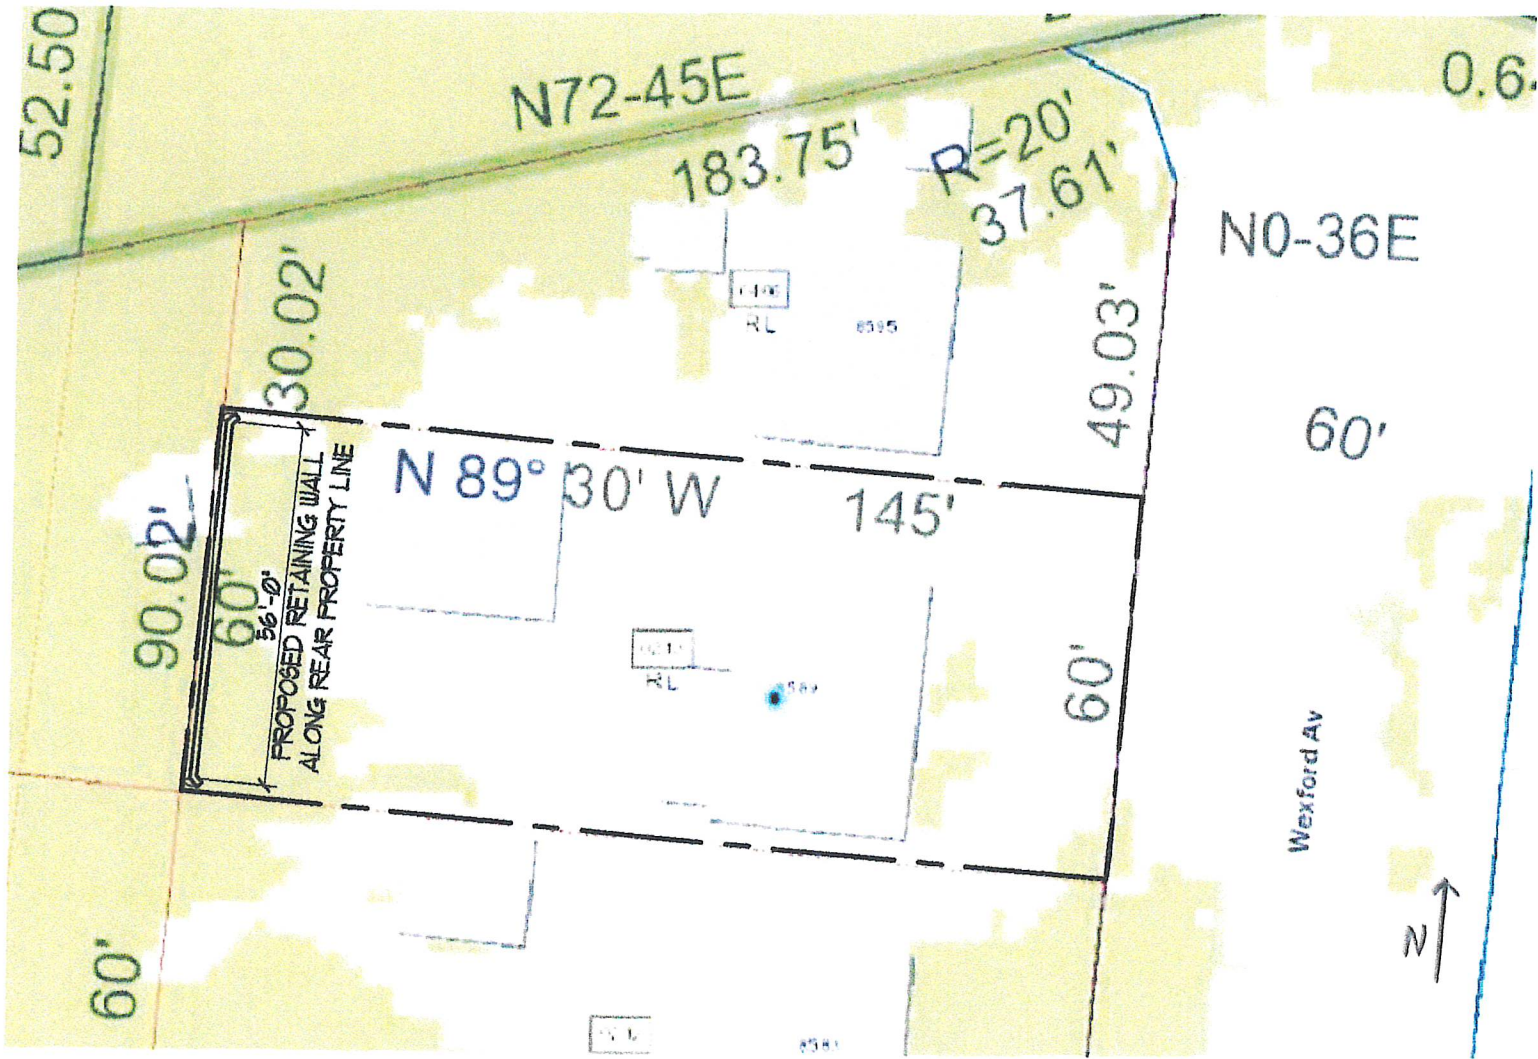 52.50
N72-45E
183.75'
R=20'
37.61'
0.6
N0-36E
30.02'
RL
8595
49.03'
60'
N 89° 30' W
145'
90.02'
60'
56'-0"
PROPOSED RETAINING WALL
ALONG REAR PROPERTY LINE
RL
60'
Wexford Av
60'
N